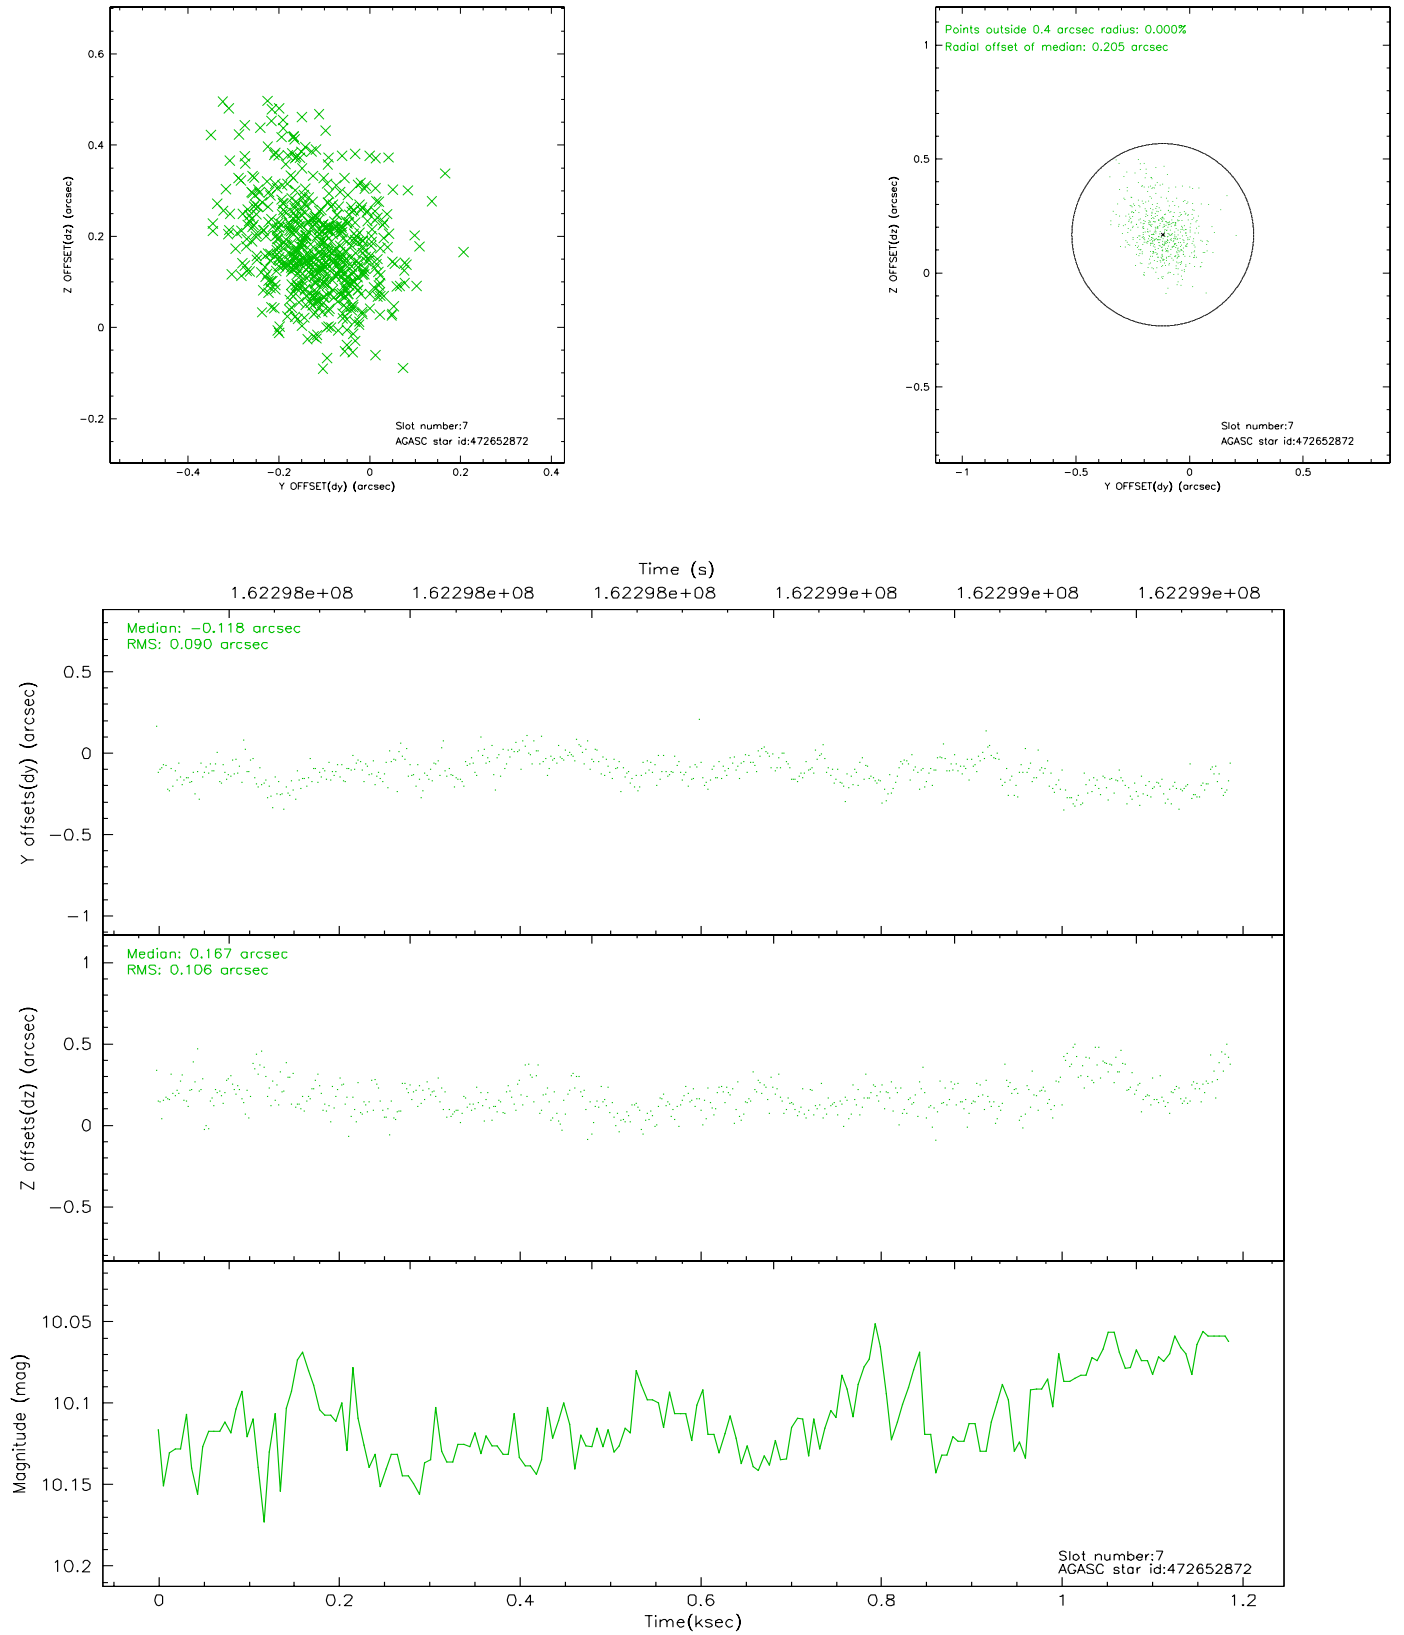 0.6
0.4
0.2
0
−0.2
Z OFFSET(dz) (arcsec)
Slot number:7
AGASC star id:472652872
−0.4 −0.2 0 0.2 0.4
Y OFFSET(dy) (arcsec)
Points outside 0.4 arcsec radius: 0.000%
Radial offset of median: 0.205 arcsec
1
0.5
0
−0.5
Z OFFSET(dz) (arcsec)
Slot number:7
AGASC star id:472652872
−1 −0.5 0 0.5
Y OFFSET(dy) (arcsec)
Time (s)
1.62298e+08 1.62298e+08 1.62298e+08 1.62299e+08 1.62299e+08 1.62299e+08
Median: −0.118 arcsec
RMS: 0.090 arcsec
0.5
0
−0.5
−1
Y offsets(dy) (arcsec)
Median: 0.167 arcsec
RMS: 0.106 arcsec
1
0.5
0
−0.5
Z offsets(dz) (arcsec)
10.05
10.1
10.15
10.2
Magnitude (mag)
Slot number:7
AGASC star id:472652872
0 0.2 0.4 0.6 0.8 1 1.2
Time(ksec)